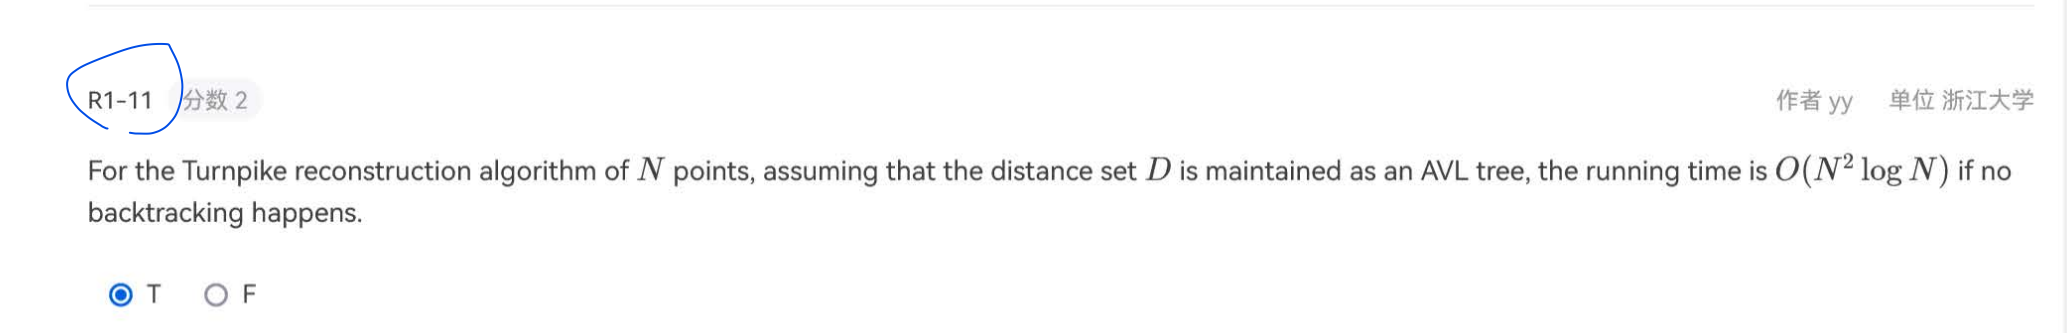 R1-11 分数 2 作者 yy 单位 浙江大学
For the Turnpike reconstruction algorithm of N points, assuming that the distance set D is maintained as an AVL tree, the running time is O(N² log N) if no
backtracking happens.
T F